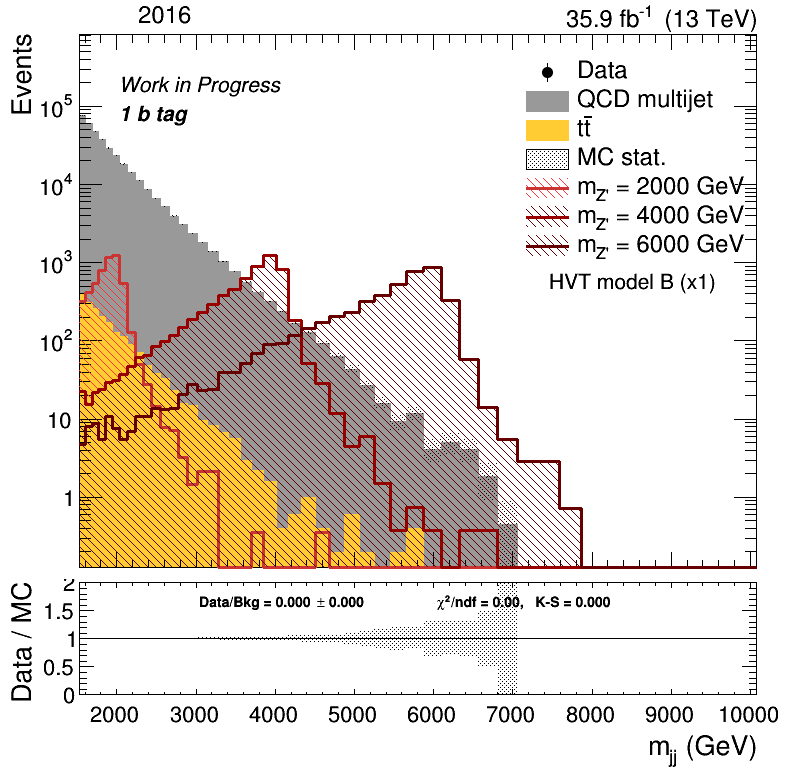 2016 35.9 fb⁻¹ (13 TeV)
Events
Work in Progress
1 b tag
Data
QCD multijet
tt̄
MC stat.
m_Z' = 2000 GeV
m_Z' = 4000 GeV
m_Z' = 6000 GeV
HVT model B (x1)
10⁵
10⁴
10³
10²
10
1
Data / MC
2
1.5
1
0.5
0
Data/Bkg = 0.000 ± 0.000 χ²/ndf = 0.00, K-S = 0.000
2000 3000 4000 5000 6000 7000 8000 9000 10000
m_jj (GeV)